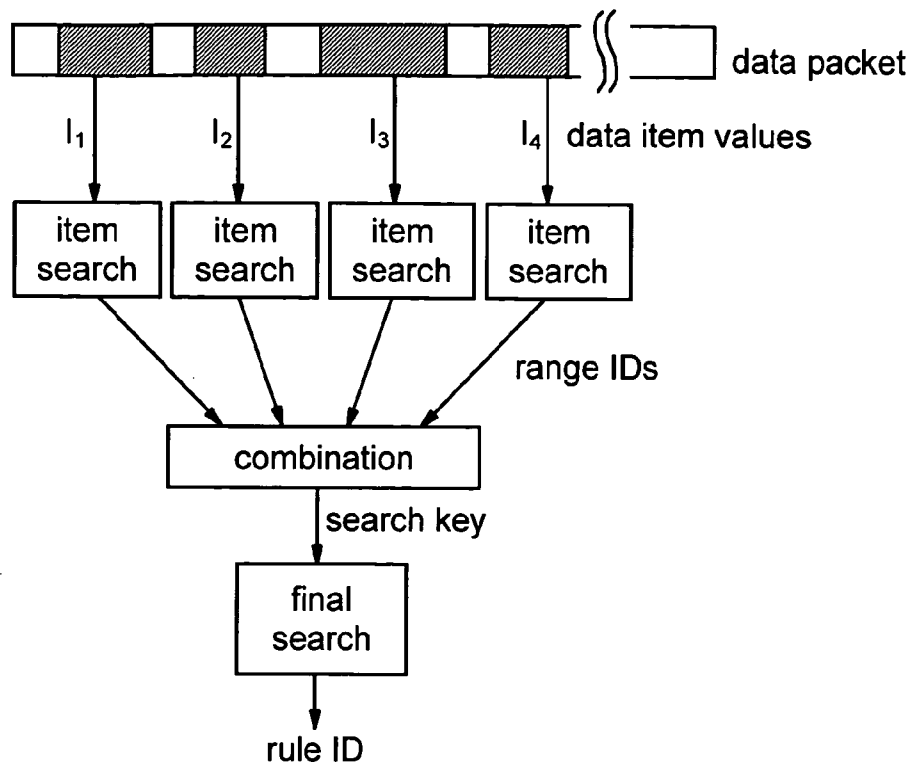 data packet
I1 I2 I3 I4 data item values
item search
item search
item search
item search
range IDs
combination
search key
final search
rule ID